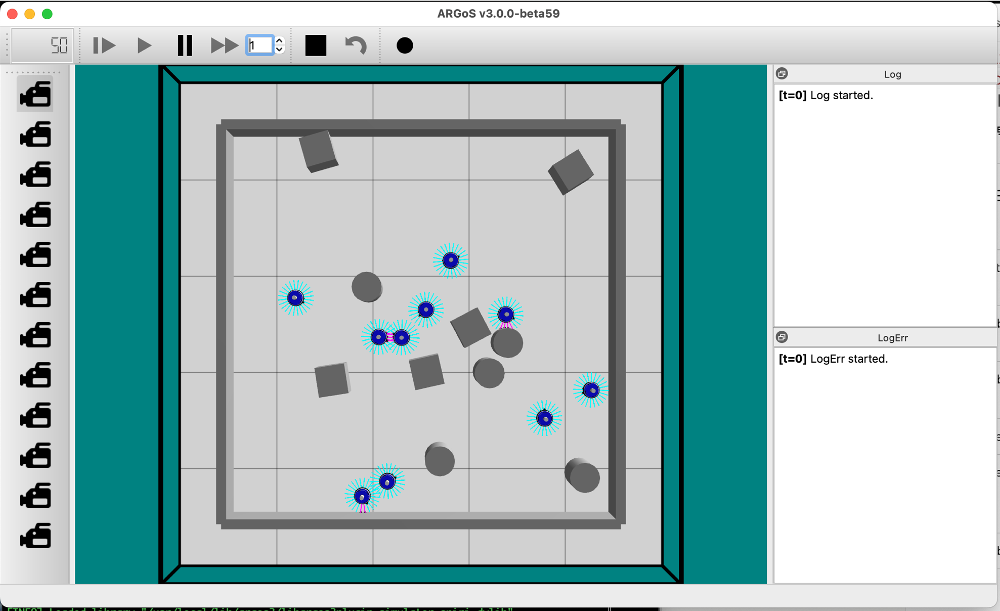 ARGoS v3.0.0-beta59
50
1
Log
[t=0] Log started.
LogErr
[t=0] LogErr started.